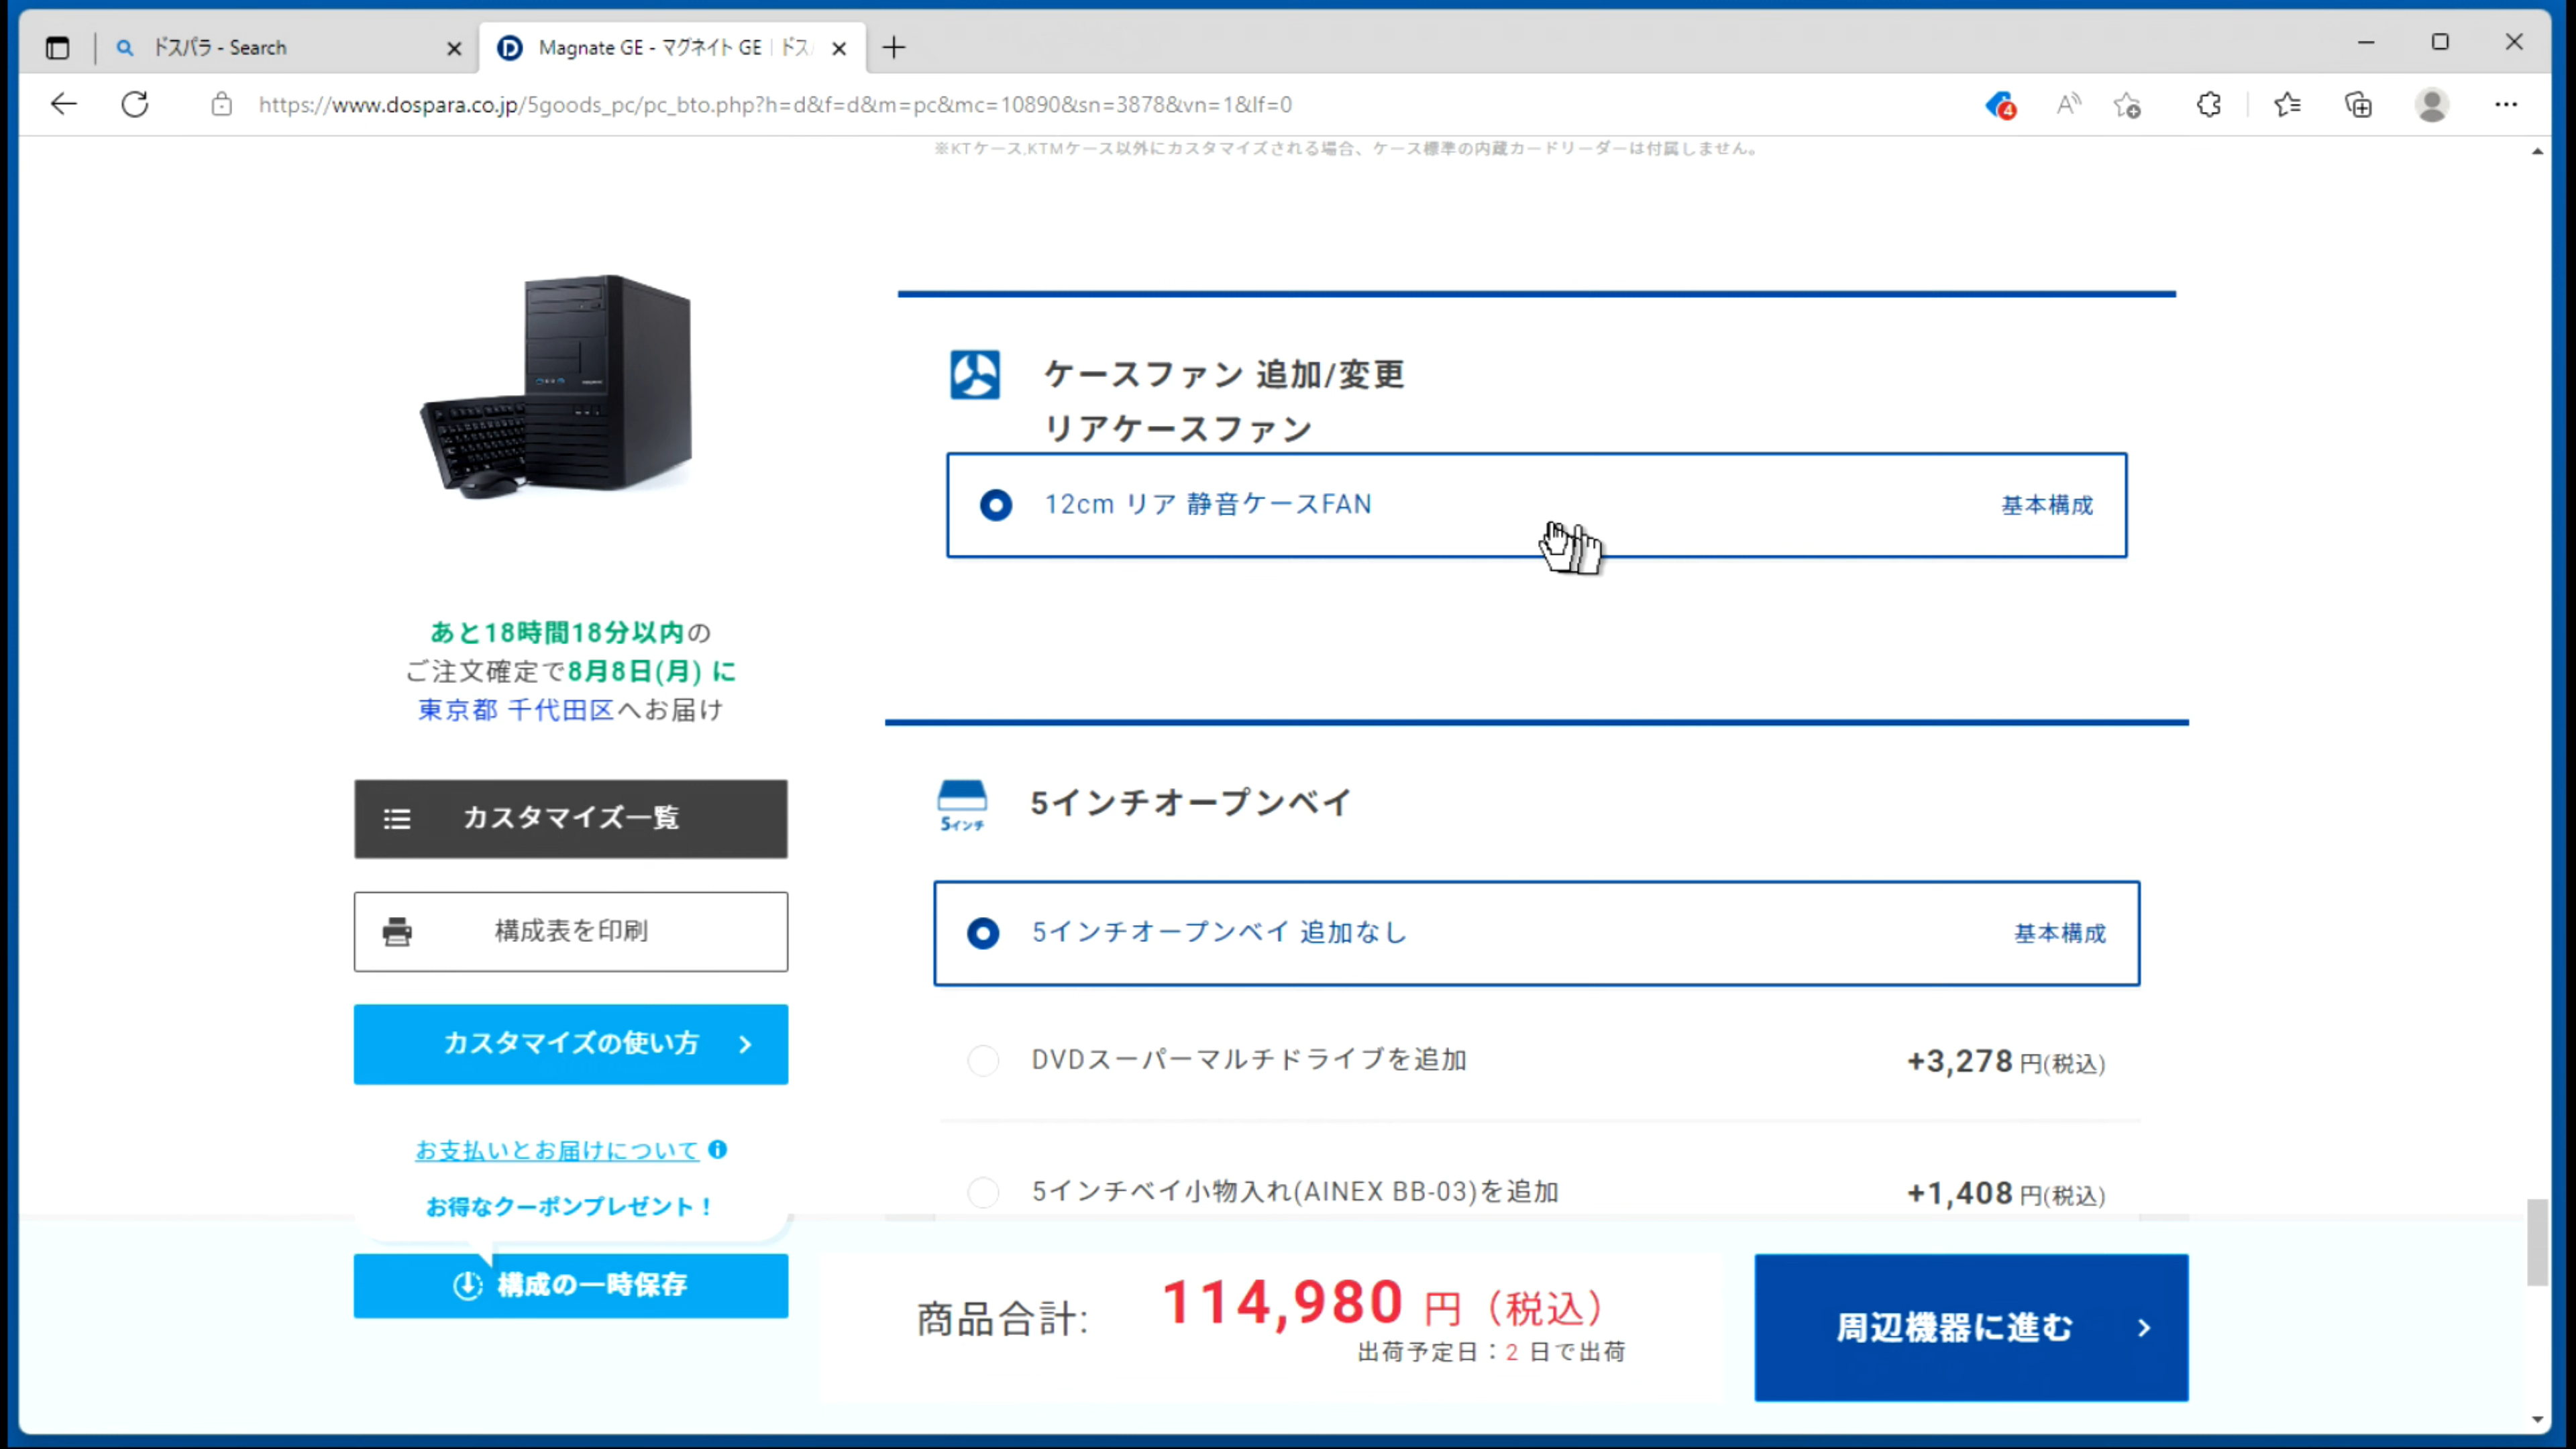 ドスパラ - Search
Magnate GE - マグネイト GE | ドス
https://www.dospara.co.jp/5goods_pc/pc_bto.php?h=d&f=d&m=pc&mc=10890&sn=3878&vn=1&lf=0
4
※KTケース,KTMケース以外にカスタマイズされる場合、ケース標準の内蔵カードリーダーは付属しません。
ケースファン 追加/変更
リアケースファン
12cm リア 静音ケースFAN
基本構成
あと18時間18分以内の
ご注文確定で8月8日(月) に
東京都 千代田区へお届け
カスタマイズ一覧
構成表を印刷
カスタマイズの使い方
お支払いとお届けについて
お得なクーポンプレゼント!
構成の一時保存
5インチ
5インチオープンベイ
5インチオープンベイ 追加なし
基本構成
DVDスーパーマルチドライブを追加
+3,278 円(税込)
5インチベイ小物入れ(AINEX BB-03)を追加
+1,408 円(税込)
商品合計:
114,980 円（税込）
出荷予定日：2 日で出荷
周辺機器に進む